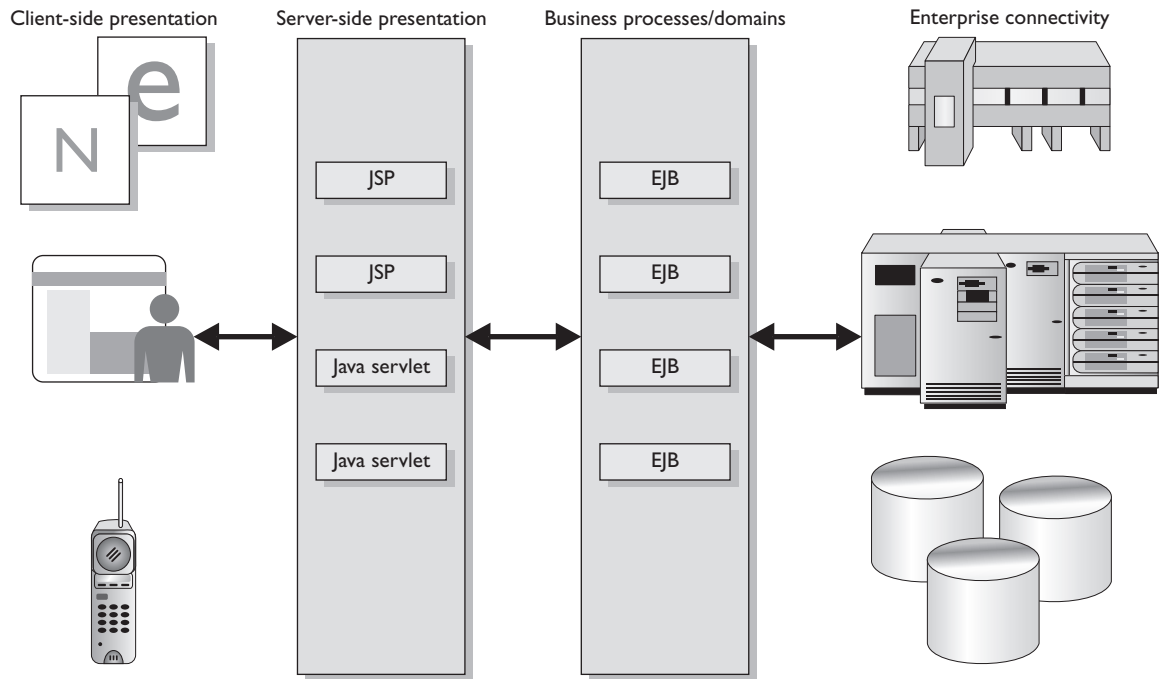 Client-side presentation
Server-side presentation
Business processes/domains
Enterprise connectivity
N
e
JSP
JSP
Java servlet
Java servlet
EJB
EJB
EJB
EJB